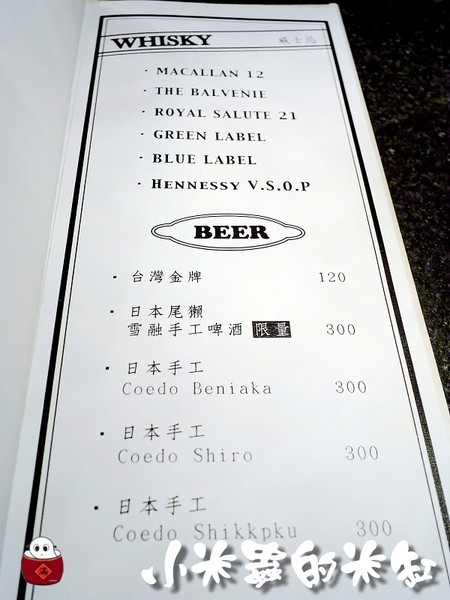 WHISKY 威士忌
· MACALLAN 12
· THE BALVENIE
· ROYAL SALUTE 21
· GREEN LABEL
· BLUE LABEL
· HENNESSY V.S.O.P
BEER
· 台灣金牌 120
· 日本尾獺
雪融手工啤酒 限量 300
· 日本手工
Coedo Beniaka 300
· 日本手工
Coedo Shiro 300
· 日本手工
Coedo Shikkpku 300
小米蟲的米缸